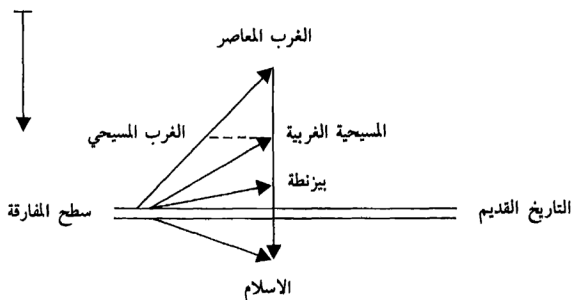 الغرب المعاصر
المسيحية الغربية
الغرب المسيحي
بيزنطة
التاريخ القديم
سطح المفارقة
الاسلام